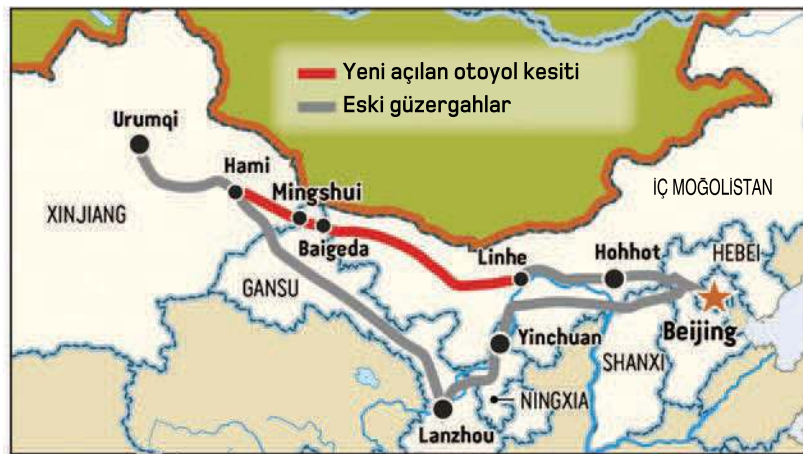 Yeni açılan otoyol kesiti
Eski güzergahlar
Urumqi
Hami
Mingshui
İÇ MOĞOLİSTAN
XINJIANG
Baigeda
Linhe
Hohhot
HEBEI
GANSU
Beijing
Yinchuan
SHANXI
NINGXIA
Lanzhou